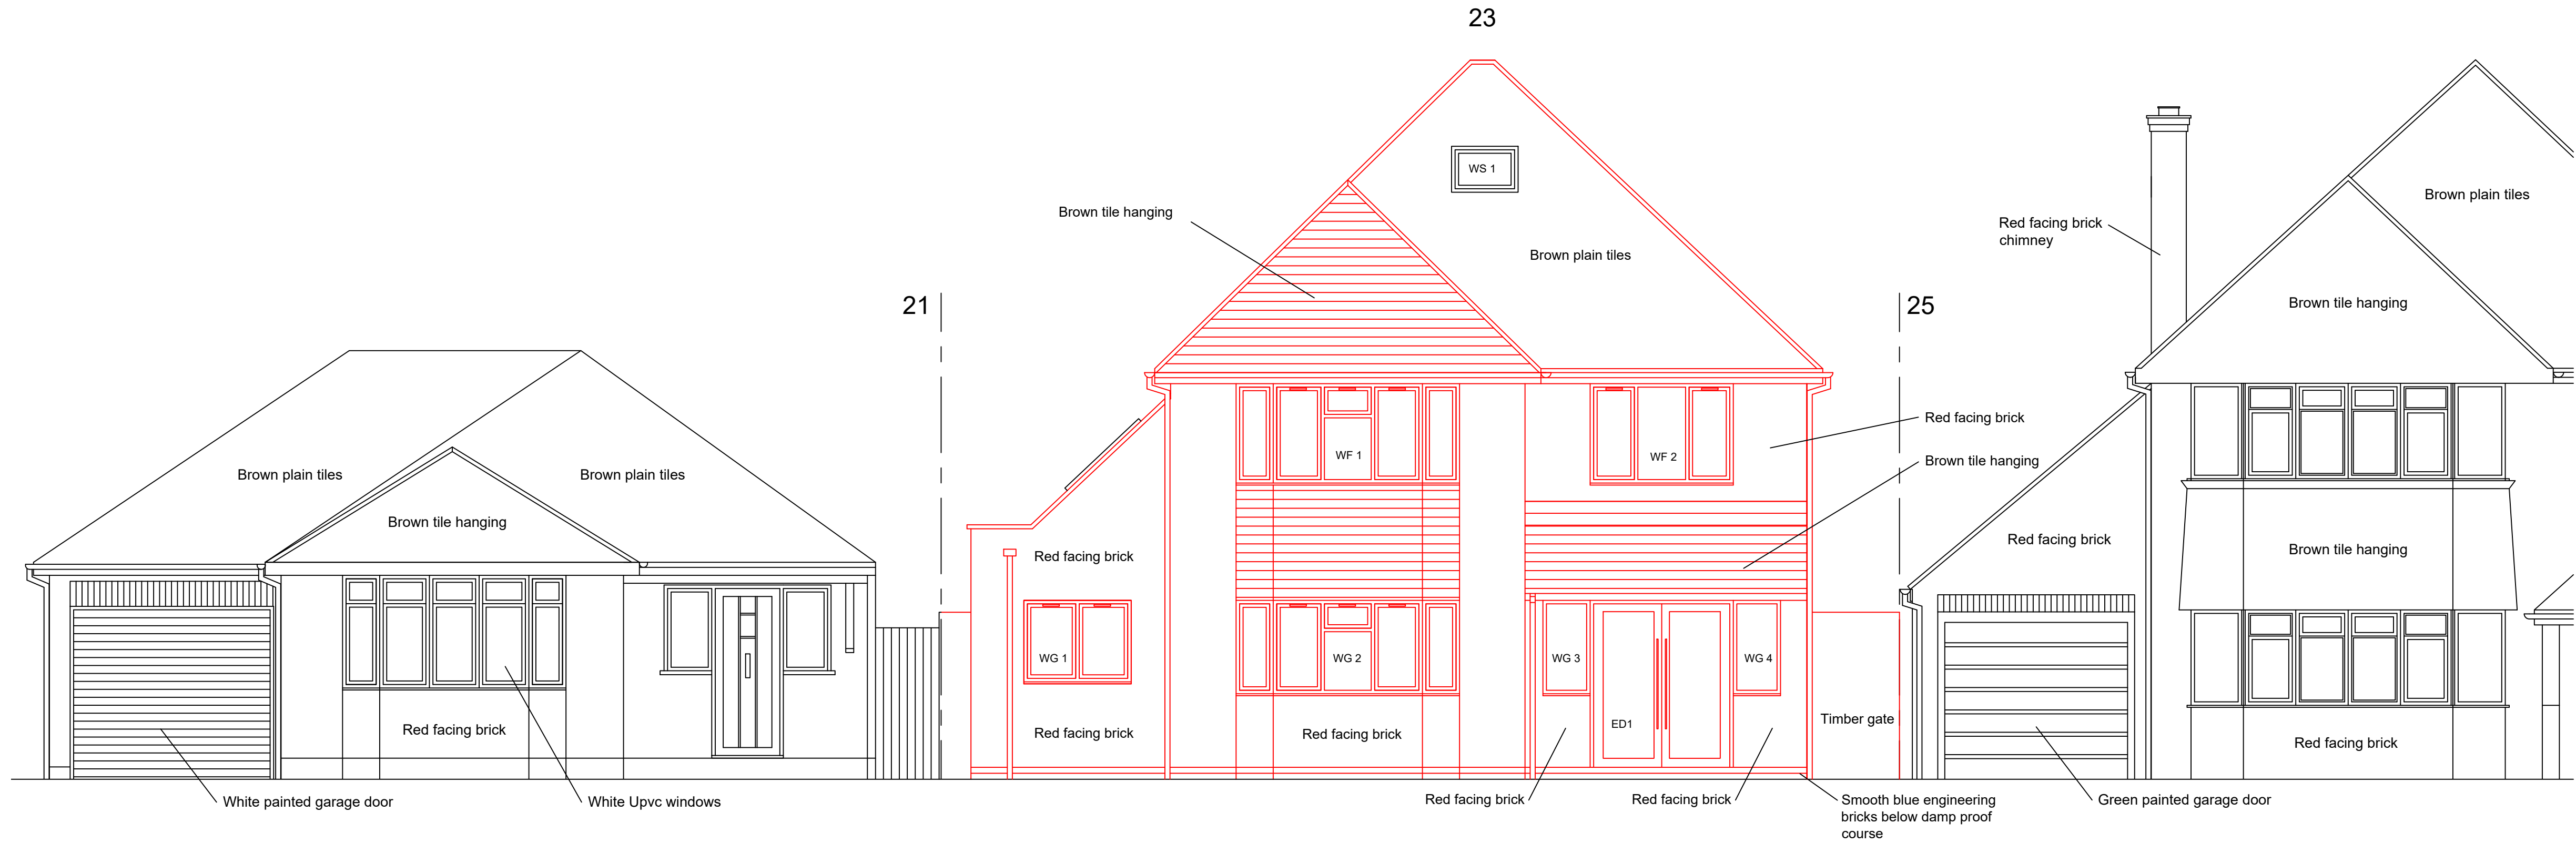 23
WS 1
Brown plain tiles
Red facing brick
chimney
Brown tile hanging
Brown plain tiles
21
25
Brown tile hanging
Red facing brick
WF 1
WF 2
Brown tile hanging
Brown plain tiles
Brown plain tiles
Brown tile hanging
Red facing brick
Red facing brick
Brown tile hanging
WG 1
WG 2
WG 3
WG 4
ED1
Timber gate
Red facing brick
Red facing brick
Red facing brick
Red facing brick
White painted garage door
White Upvc windows
Red facing brick
Red facing brick
Smooth blue engineering
bricks below damp proof
course
Green painted garage door